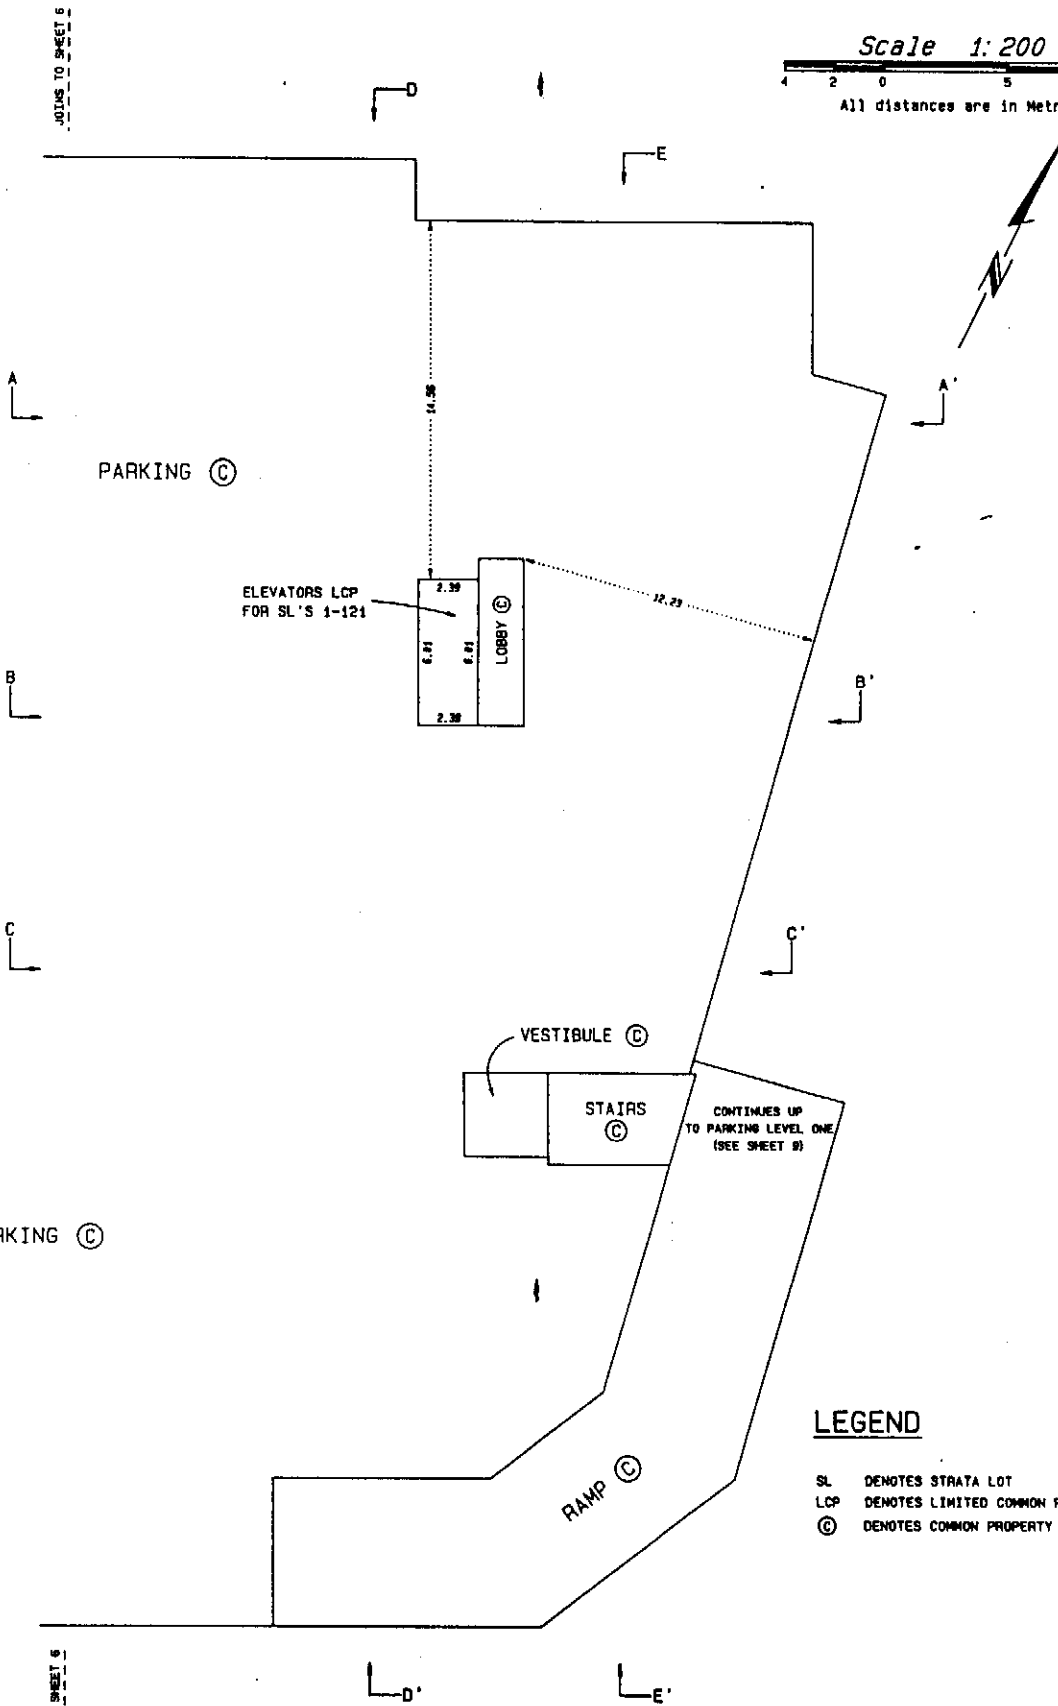 JOINS TO SHEET 6
Scale 1:200
4 2 0 5
All distances are in Metr
D
E
N
A
A'
14.56
PARKING Ⓒ
ELEVATORS LCP
FOR SL'S 1-121
2.39
6.01
6.01
LOBBY Ⓒ
12.23
2.39
B
B'
C
C'
VESTIBULE Ⓒ
STAIRS
Ⓒ
CONTINUES UP
TO PARKING LEVEL ONE
(SEE SHEET 9)
RKING Ⓒ
RAMP Ⓒ
LEGEND
SL DENOTES STRATA LOT
LCP DENOTES LIMITED COMMON P
Ⓒ DENOTES COMMON PROPERTY
SHEET 6
D'
E'